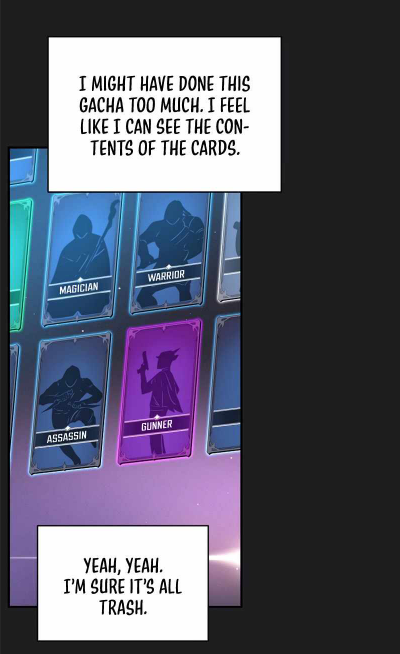 I MIGHT HAVE DONE THIS
GACHA TOO MUCH. I FEEL
LIKE I CAN SEE THE CON-
TENTS OF THE CARDS.
MAGICIAN
WARRIOR
ASSASSIN
GUNNER
YEAH, YEAH.
I'M SURE IT'S ALL
TRASH.